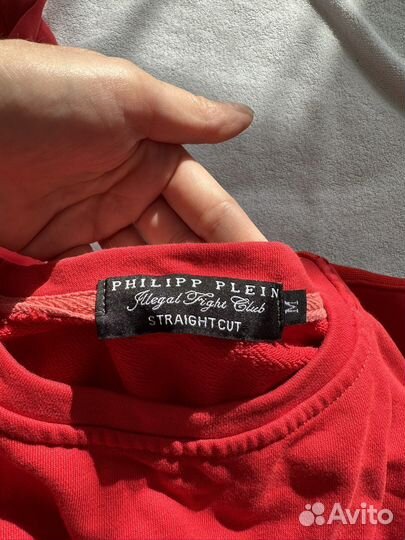 PHILIPP PLEIN
Illegal Fight Club
STRAIGHT CUT
M
Avito